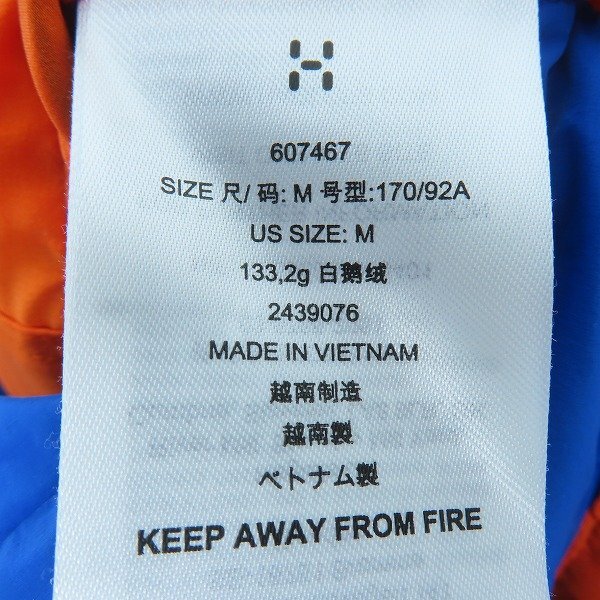 607467
SIZE 尺/ 码: M 号型:170/92A
US SIZE: M
133,2g 白鹅绒
2439076
MADE IN VIETNAM
越南制造
越南製
ベトナム製
KEEP AWAY FROM FIRE